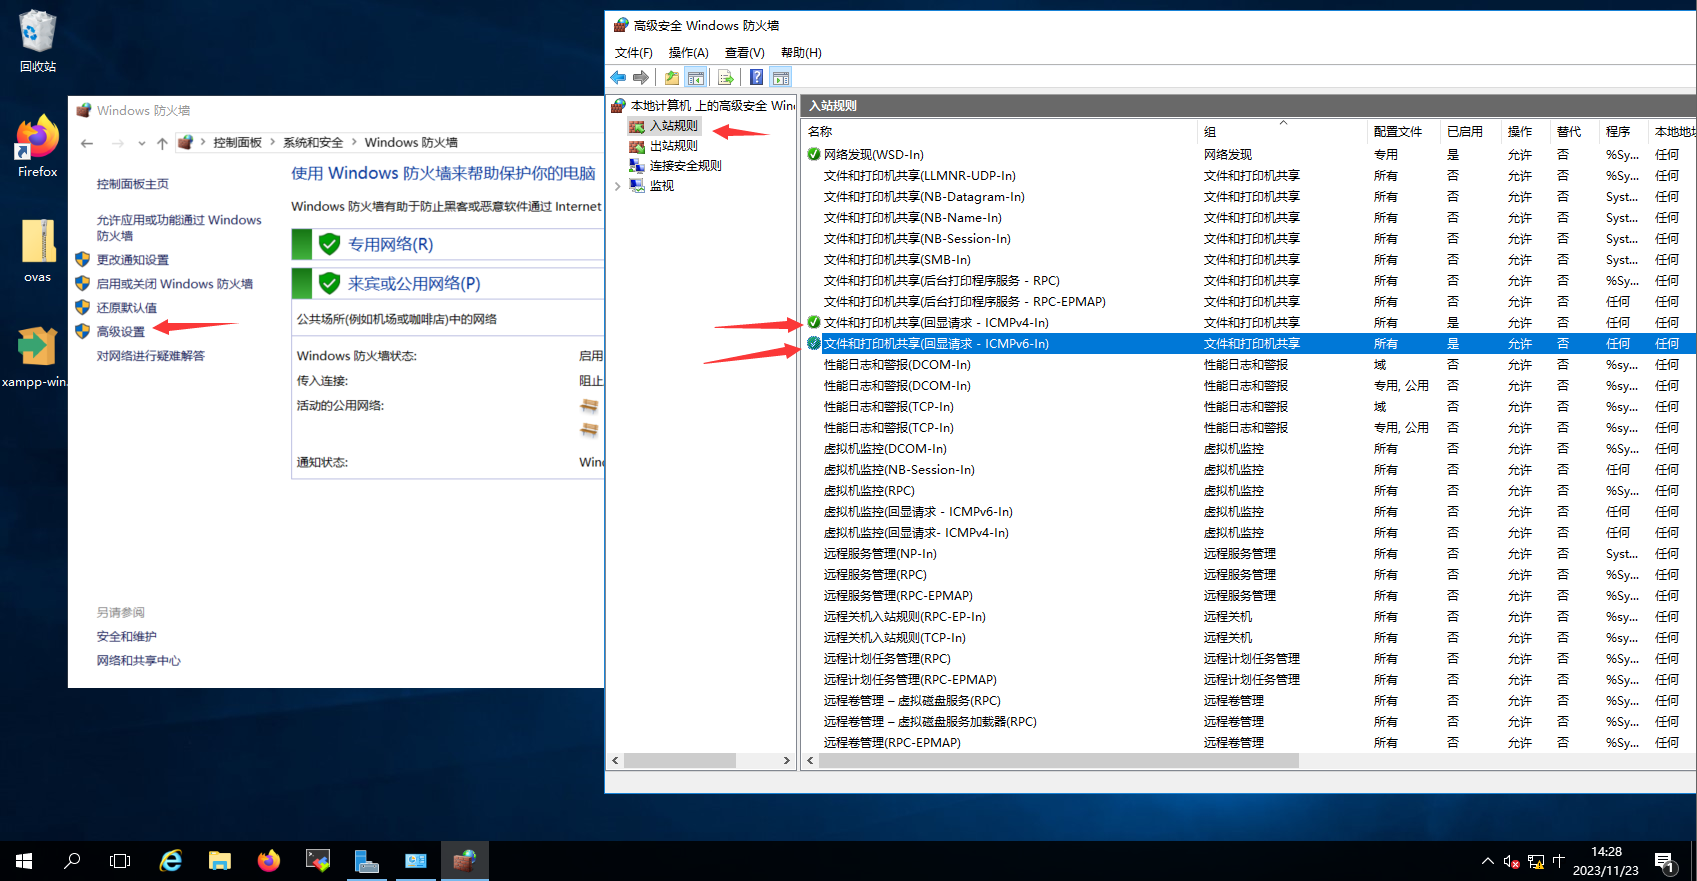 回收站
Firefox
ovas
xampp-win.
Windows 防火墙
控制面板 > 系统和安全 > Windows 防火墙
控制面板主页
允许应用或功能通过 Windows
防火墙
更改通知设置
启用或关闭 Windows 防火墙
还原默认值
高级设置
对网络进行疑难解答
另请参阅
安全和维护
网络和共享中心
使用 Windows 防火墙来帮助保护你的电脑
Windows 防火墙有助于防止黑客或恶意软件通过 Internet
专用网络(R)
来宾或公用网络(P)
公共场所(例如机场或咖啡店)中的网络
Windows 防火墙状态: 启用
传入连接: 阻止
活动的公用网络:
通知状态: Wind
高级安全 Windows 防火墙
文件(F) 操作(A) 查看(V) 帮助(H)
本地计算机 上的高级安全 Wind
入站规则
出站规则
连接安全规则
监视
入站规则
名称 组 配置文件 已启用 操作 替代 程序 本地地址
网络发现(WSD-In) 网络发现 专用 是 允许 否 %Sy... 任何
文件和打印机共享(LLMNR-UDP-In) 文件和打印机共享 所有 否 允许 否 %Sy... 任何
文件和打印机共享(NB-Datagram-In) 文件和打印机共享 所有 否 允许 否 Syst... 任何
文件和打印机共享(NB-Name-In) 文件和打印机共享 所有 否 允许 否 Syst... 任何
文件和打印机共享(NB-Session-In) 文件和打印机共享 所有 否 允许 否 Syst... 任何
文件和打印机共享(SMB-In) 文件和打印机共享 所有 否 允许 否 Syst... 任何
文件和打印机共享(后台打印程序服务 - RPC) 文件和打印机共享 所有 否 允许 否 %Sy... 任何
文件和打印机共享(后台打印程序服务 - RPC-EPMAP) 文件和打印机共享 所有 否 允许 否 任何 任何
文件和打印机共享(回显请求 - ICMPv4-In) 文件和打印机共享 所有 是 允许 否 任何 任何
文件和打印机共享(回显请求 - ICMPv6-In) 文件和打印机共享 所有 是 允许 否 任何 任何
性能日志和警报(DCOM-In) 性能日志和警报 域 否 允许 否 %sy... 任何
性能日志和警报(DCOM-In) 性能日志和警报 专用, 公用 否 允许 否 %sy... 任何
性能日志和警报(TCP-In) 性能日志和警报 域 否 允许 否 %sy... 任何
性能日志和警报(TCP-In) 性能日志和警报 专用, 公用 否 允许 否 %sy... 任何
虚拟机监控(DCOM-In) 虚拟机监控 所有 否 允许 否 %Sy... 任何
虚拟机监控(NB-Session-In) 虚拟机监控 所有 否 允许 否 任何 任何
虚拟机监控(RPC) 虚拟机监控 所有 否 允许 否 %Sy... 任何
虚拟机监控(回显请求 - ICMPv6-In) 虚拟机监控 所有 否 允许 否 任何 任何
虚拟机监控(回显请求- ICMPv4-In) 虚拟机监控 所有 否 允许 否 任何 任何
远程服务管理(NP-In) 远程服务管理 所有 否 允许 否 Syst... 任何
远程服务管理(RPC) 远程服务管理 所有 否 允许 否 %Sy... 任何
远程服务管理(RPC-EPMAP) 远程服务管理 所有 否 允许 否 %Sy... 任何
远程关机入站规则(RPC-EP-In) 远程关机 所有 否 允许 否 %sy... 任何
远程关机入站规则(TCP-In) 远程关机 所有 否 允许 否 %sy... 任何
远程计划任务管理(RPC) 远程计划任务管理 所有 否 允许 否 %Sy... 任何
远程计划任务管理(RPC-EPMAP) 远程计划任务管理 所有 否 允许 否 %Sy... 任何
远程卷管理 – 虚拟磁盘服务(RPC) 远程卷管理 所有 否 允许 否 %Sy... 任何
远程卷管理 – 虚拟磁盘服务加载器(RPC) 远程卷管理 所有 否 允许 否 %Sy... 任何
远程卷管理(RPC-EPMAP) 远程卷管理 所有 否 允许 否 %Sy... 任何
中
14:28
2023/11/23
1